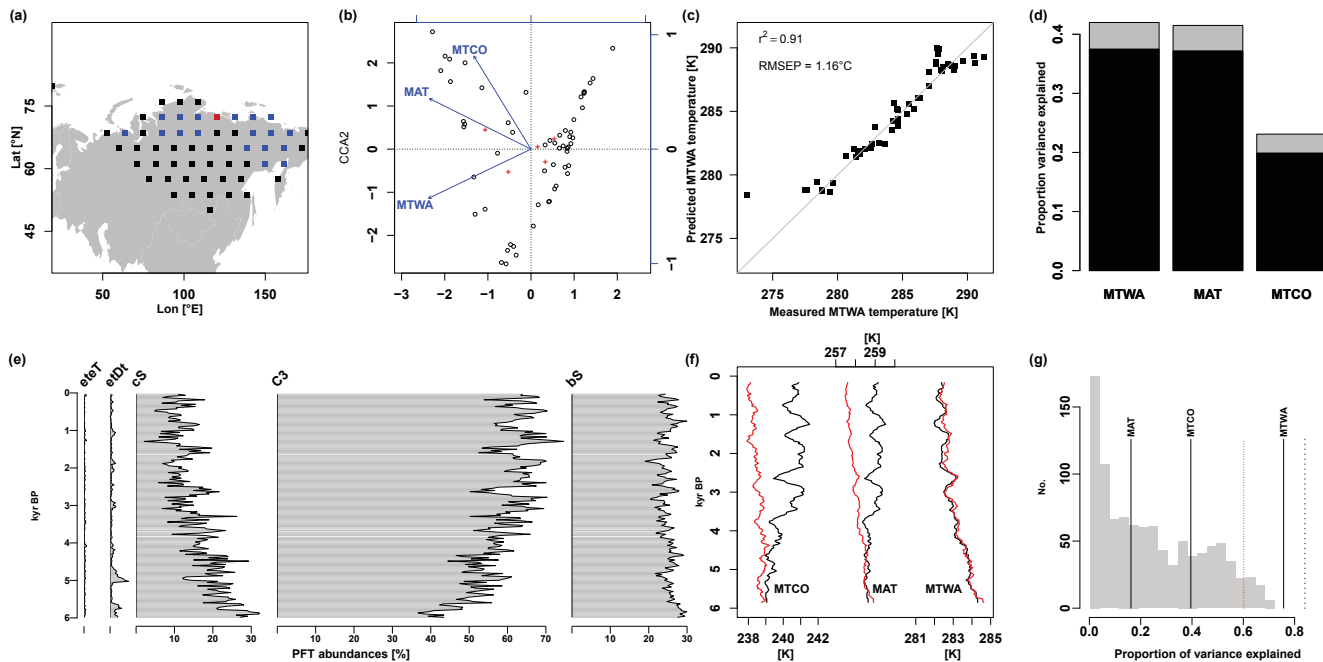 (a)
Lat [°N]
75
60
45
50
100
150
Lon [°E]
(b)
CCA2
2
1
0
−1
−2
−3
−2
−1
0
1
2
1
0
-1
MTCO
MAT
MTWA
(c)
r² = 0.91
RMSEP = 1.16°C
Predicted MTWA temperature [K]
290
285
280
275
275
280
285
290
Measured MTWA temperature [K]
(d)
Proportion variance explained
0.4
0.3
0.2
0.1
0.0
MTWA
MAT
MTCO
(e)
eteT
etDt
cS
C3
bS
kyr BP
0
1
2
3
4
5
6
10
20
30
0
10
20
30
40
50
60
70
0
10
20
30
PFT abundances [%]
(f)
[K]
257
259
kyr BP
0
1
2
3
4
5
6
MTCO
MAT
MTWA
238
240
242
281
283
285
[K]
[K]
(g)
No.
150
100
50
0
MAT
MTCO
MTWA
0.0
0.2
0.4
0.6
0.8
Proportion of variance explained